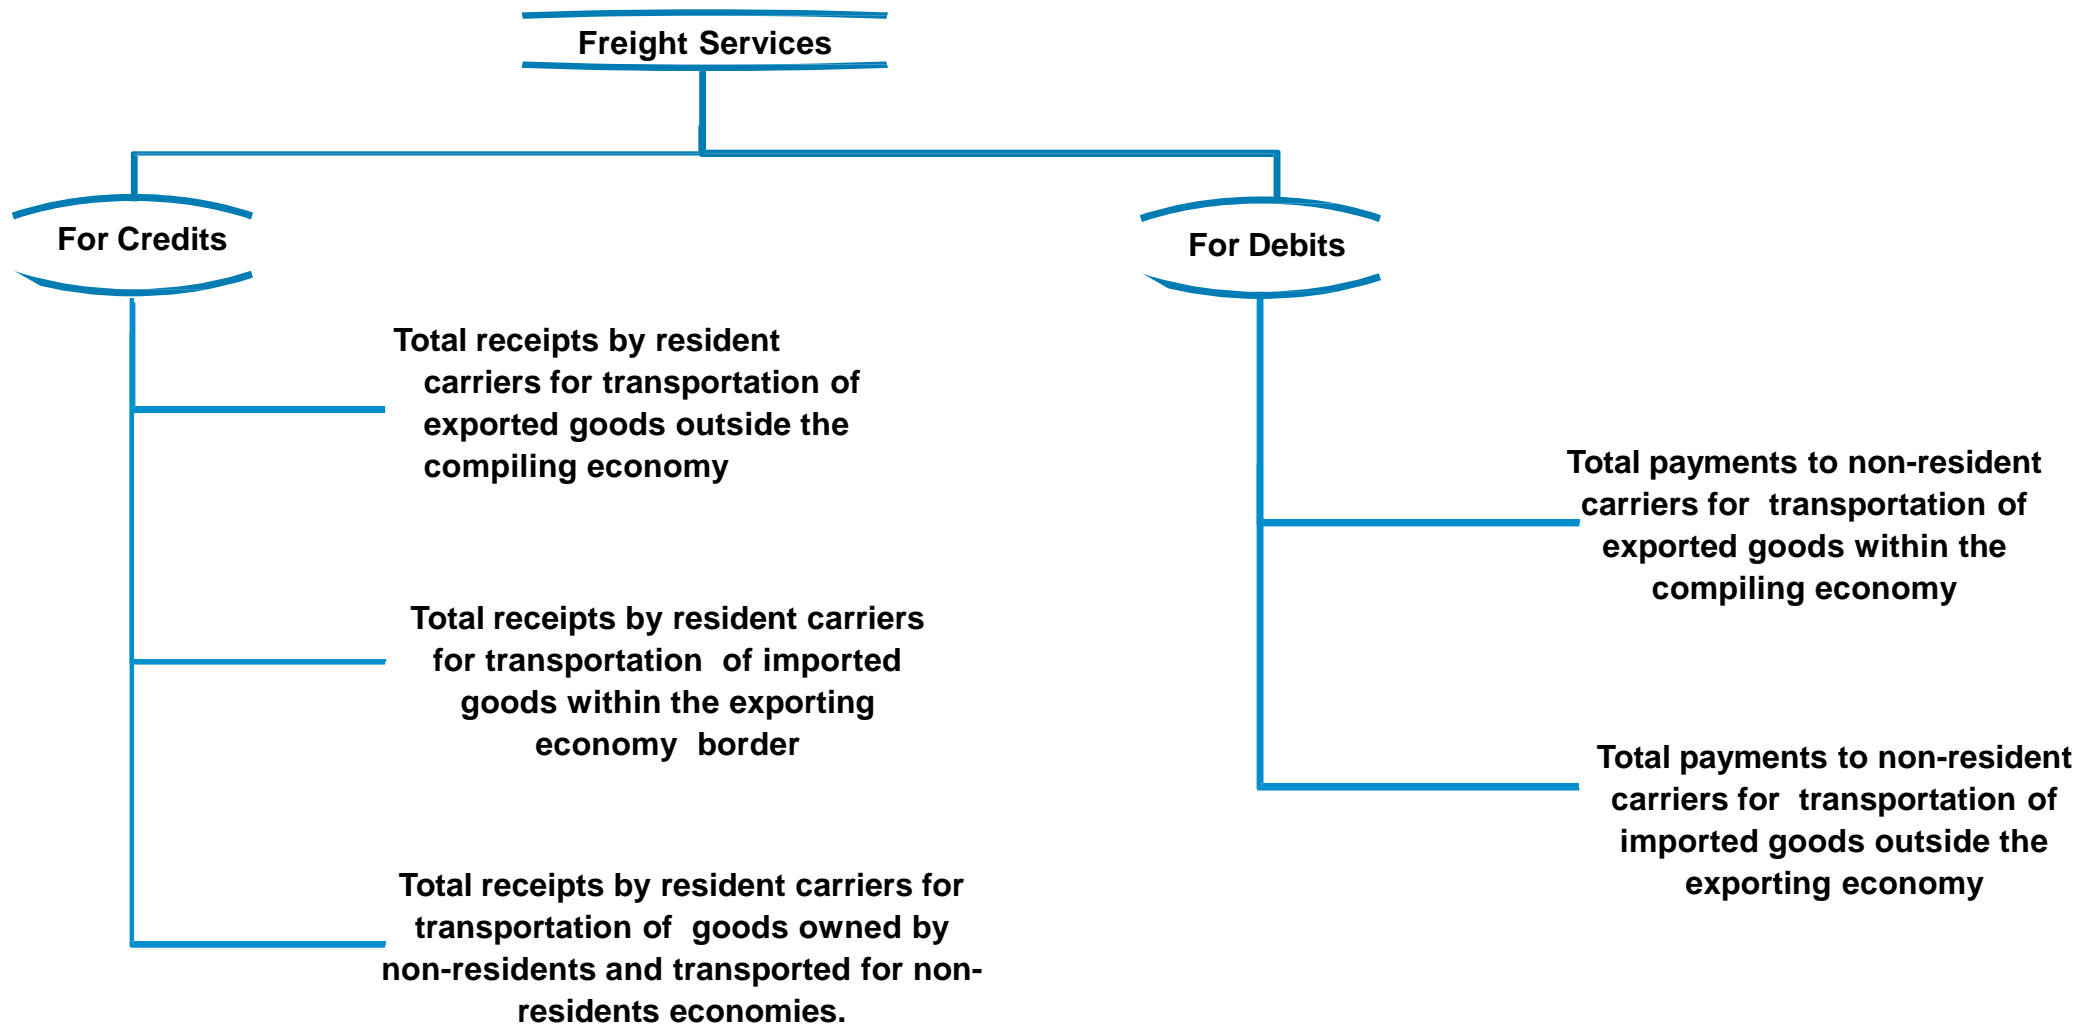 Freight Services
For Credits
For Debits
Total receipts by resident
carriers for transportation of
exported goods outside the
compiling economy
Total receipts by resident carriers
for transportation of imported
goods within the exporting
economy border
Total receipts by resident carriers for
transportation of goods owned by
non-residents and transported for non-
residents economies.
Total payments to non-resident
carriers for transportation of
exported goods within the
compiling economy
Total payments to non-resident
carriers for transportation of
imported goods outside the
exporting economy